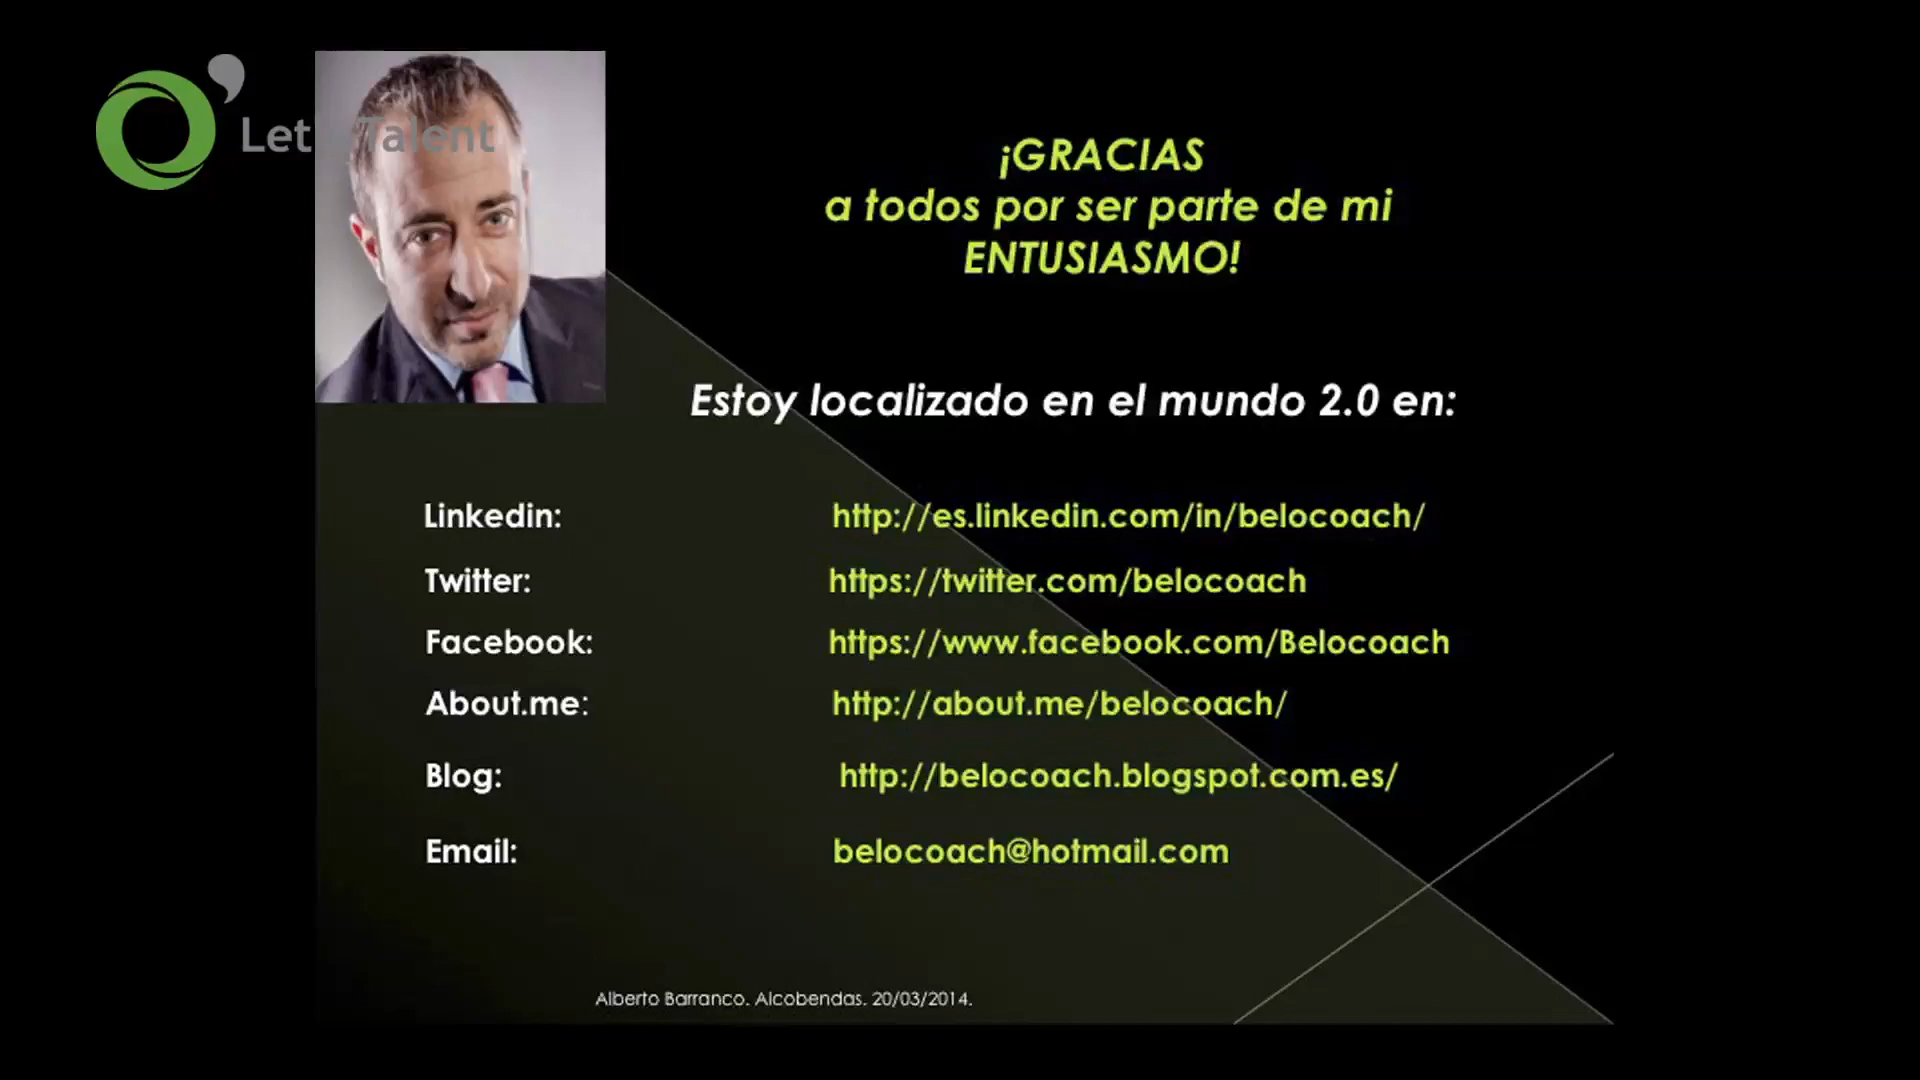 Let's Talent
¡GRACIAS
a todos por ser parte de mi
ENTUSIASMO!
Estoy localizado en el mundo 2.0 en:
Linkedin: http://es.linkedin.com/in/belocoach/
Twitter: https://twitter.com/belocoach
Facebook: https://www.facebook.com/Belocoach
About.me: http://about.me/belocoach/
Blog: http://belocoach.blogspot.com.es/
Email: belocoach@hotmail.com
Alberto Barranco. Alcobendas. 20/03/2014.